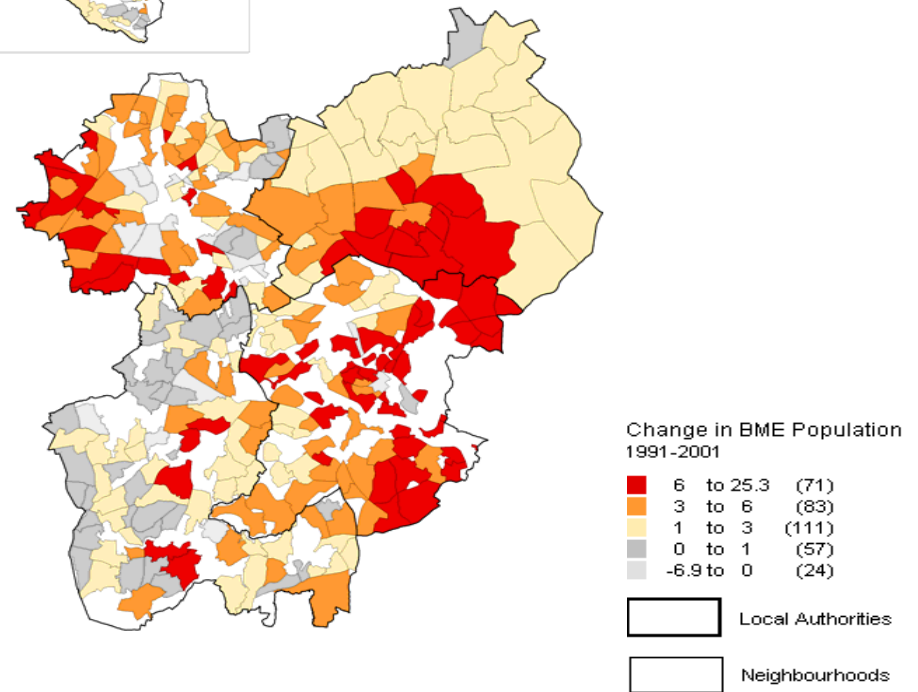 Change in BME Population
1991-2001
6 to 25.3 (71)
3 to 6 (83)
1 to 3 (111)
0 to 1 (57)
-6.9 to 0 (24)
Local Authorities
Neighbourhoods